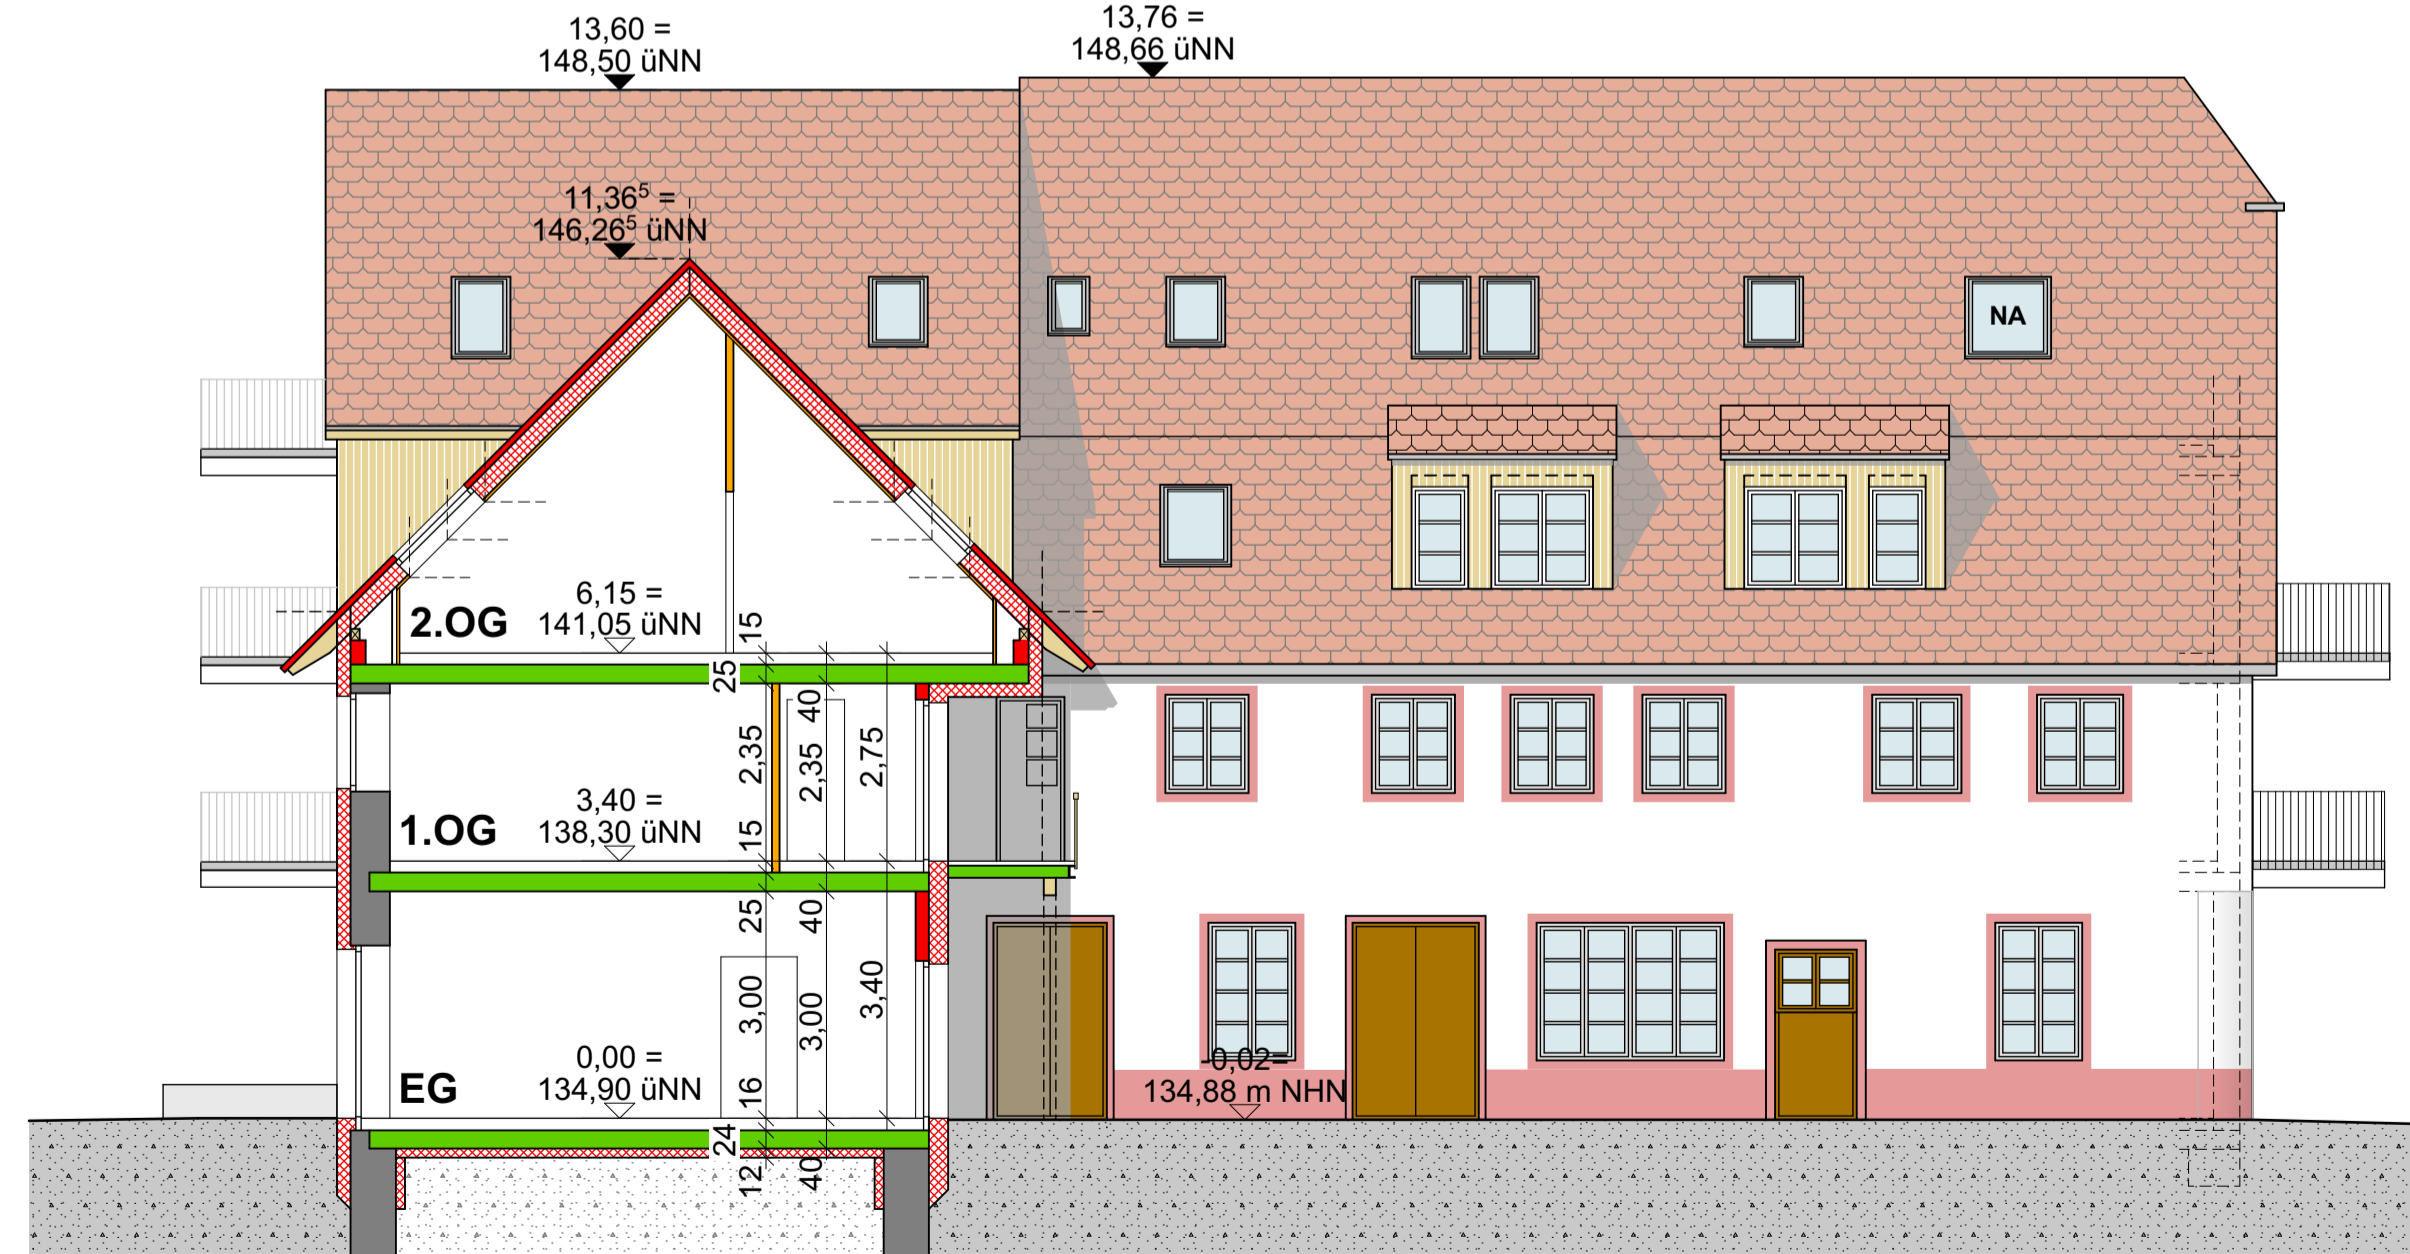 13,60 =
148,50 üNN
13,76 =
148,66 üNN
11,36⁵ =
146,26⁵ üNN
NA
2.OG
6,15 =
141,05 üNN
15
25
40
2,35
2,35
2,75
1.OG
3,40 =
138,30 üNN
15
25
40
3,00
3,00
3,40
EG
0,00 =
134,90 üNN
16
-0,02=
134,88 m NHN
24
12
40